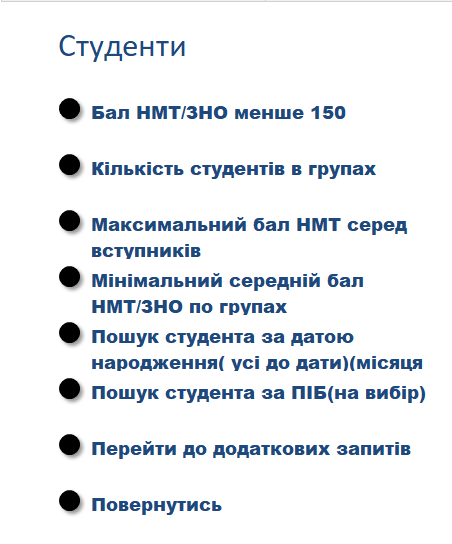 Студенти
Бал НМТ/ЗНО менше 150
Кількість студентів в групах
Максимальний бал НМТ серед
вступників
Мінімальний середній бал
НМТ/ЗНО по групах
Пошук студента за датою
народження( усі до дати)(місяця
Пошук студента за ПІБ(на вибір)
Перейти до додаткових запитів
Повернутись